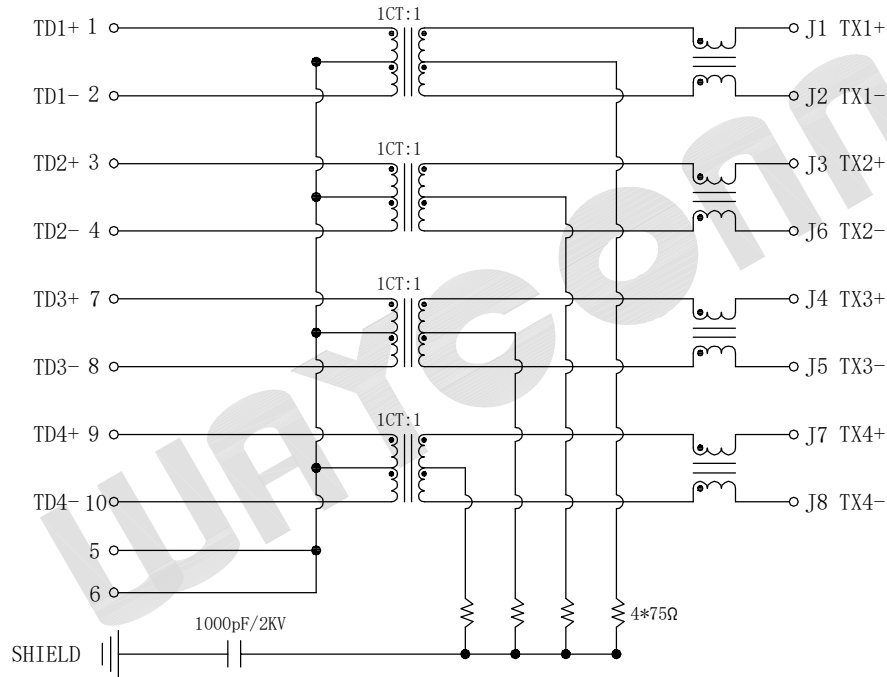 1CT:1
TD1+ 1
J1 TX1+
TD1- 2
J2 TX1-
1CT:1
TD2+ 3
J3 TX2+
TD2- 4
J6 TX2-
1CT:1
TD3+ 7
J4 TX3+
TD3- 8
J5 TX3-
1CT:1
TD4+ 9
J7 TX4+
TD4- 10
J8 TX4-
5
6
4*75Ω
1000pF/2KV
SHIELD
WAYCONN